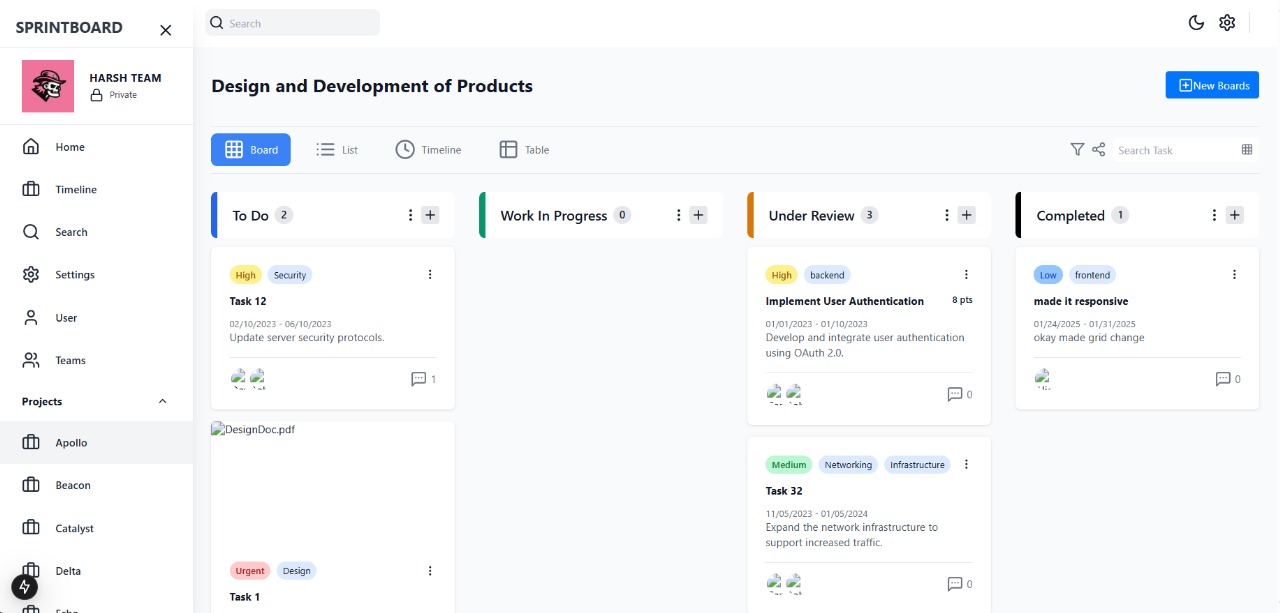 SPRINTBOARD
Search
HARSH TEAM
Private
Home
Timeline
Search
Settings
User
Teams
Projects
Apollo
Beacon
Catalyst
Delta
Design and Development of Products
New Boards
Board
List
Timeline
Table
Search Task
To Do 2
High Security
Task 12
02/10/2023 - 06/10/2023
Update server security protocols.
1
DesignDoc.pdf
Urgent Design
Task 1
Work In Progress 0
Under Review 3
High backend
Implement User Authentication 8 pts
01/01/2023 - 01/10/2023
Develop and integrate user authentication
using OAuth 2.0.
0
Medium Networking Infrastructure
Task 32
11/05/2023 - 01/05/2024
Expand the network infrastructure to
support increased traffic.
0
Completed 1
Low frontend
made it responsive
01/24/2025 - 01/31/2025
okay made grid change
0